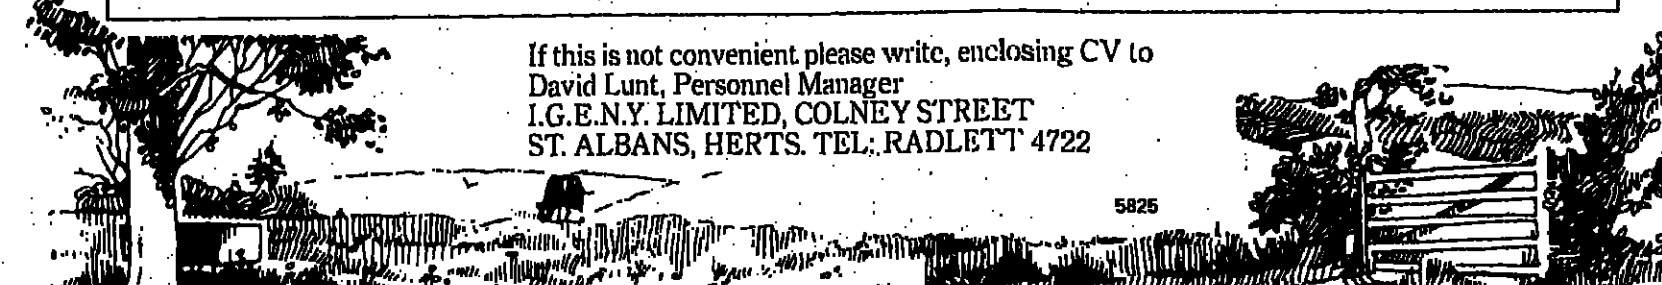 If this is not convenient please write, enclosing CV to
David Lunt, Personnel Manager
I.G.E.N.Y. LIMITED, COLNEY STREET
ST. ALBANS, HERTS. TEL: RADLETT 4722
5825